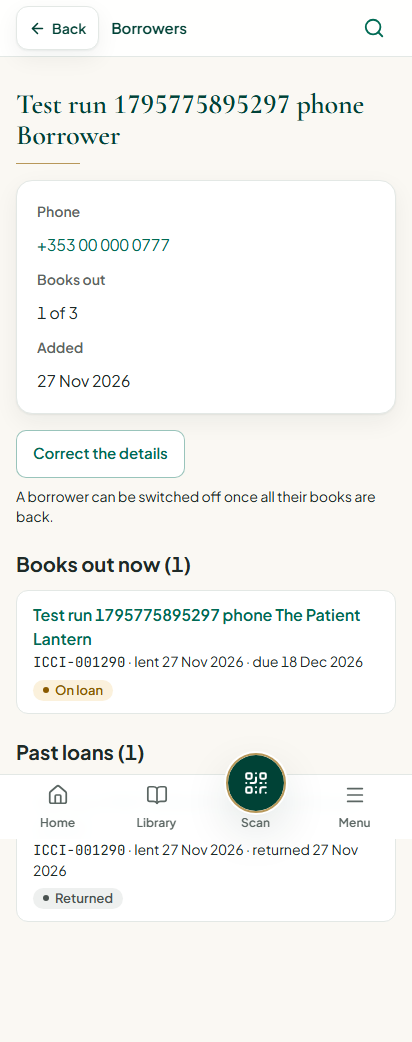 Back
Borrowers
Test run 1795775895297 phone
Borrower
Phone
+353 00 000 0777
Books out
1 of 3
Added
27 Nov 2026
Correct the details
A borrower can be switched off once all their books are
back.
Books out now (1)
Test run 1795775895297 phone The Patient
Lantern
ICCI-001290 · lent 27 Nov 2026 · due 18 Dec 2026
On loan
Past loans (1)
Home
Library
Scan
Menu
ICCI-001290 · lent 27 Nov 2026 · returned 27 Nov
2026
Returned